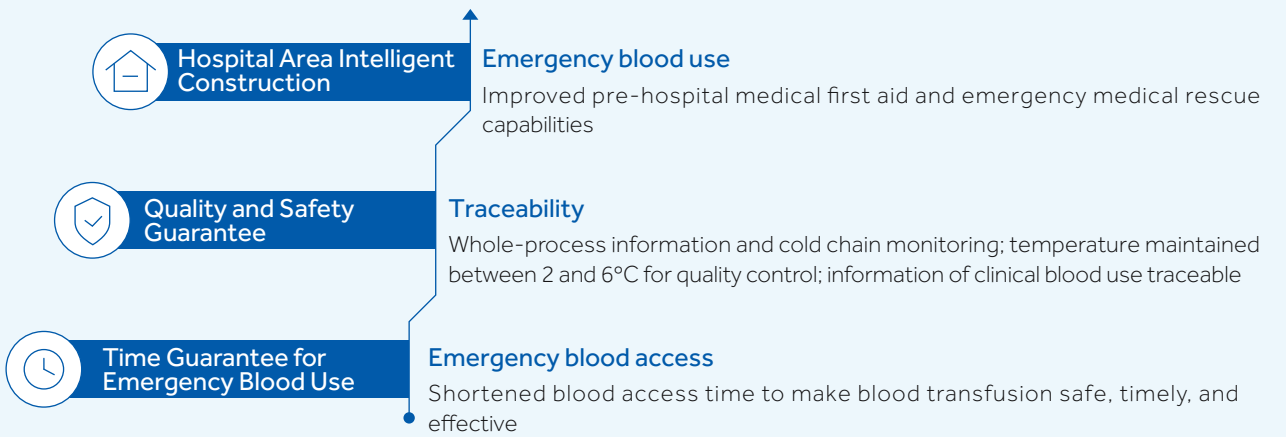 Hospital Area Intelligent
Construction
Emergency blood use
Improved pre-hospital medical first aid and emergency medical rescue
capabilities
Quality and Safety
Guarantee
Traceability
Whole-process information and cold chain monitoring; temperature maintained
between 2 and 6°C for quality control; information of clinical blood use traceable
Time Guarantee for
Emergency Blood Use
Emergency blood access
Shortened blood access time to make blood transfusion safe, timely, and
effective